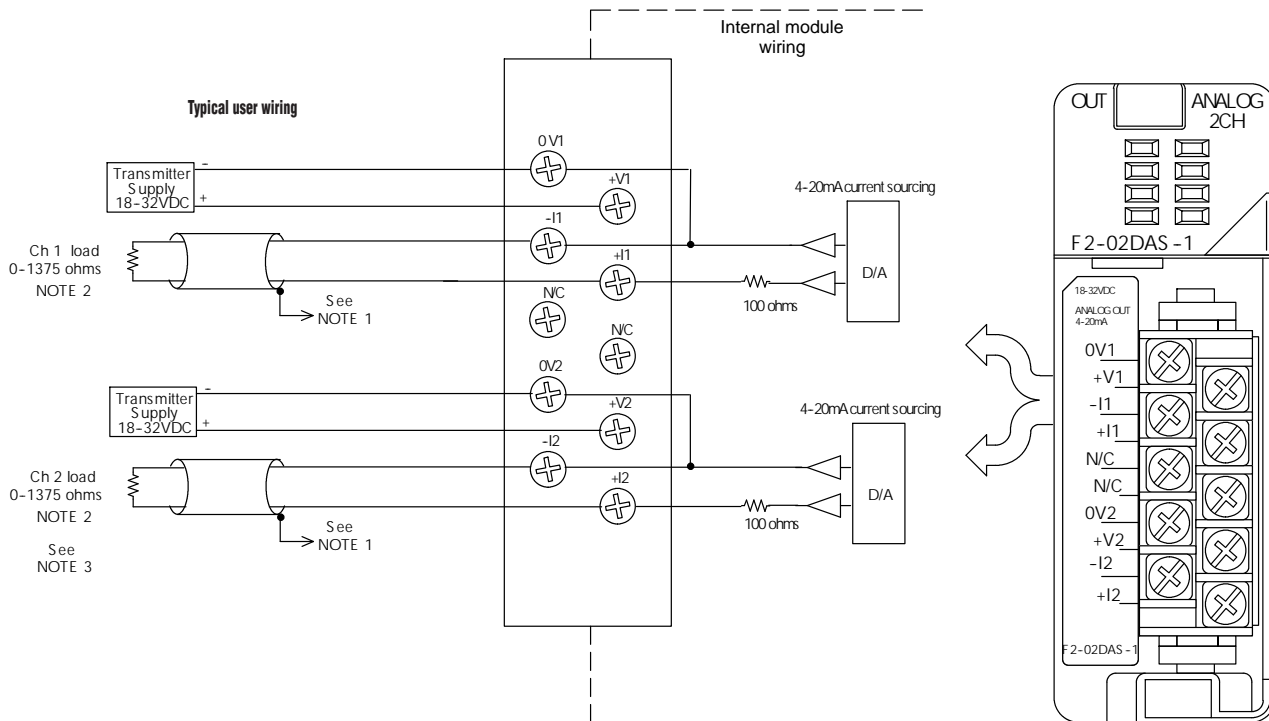 Internal module
wiring
Typical user wiring
0V1
+V1
-I1
+I1
N/C
N/C
0V2
+V2
-I2
+I2
-
Transmitter
Supply
18-32VDC
+
Ch 1 load
0-1375 ohms
NOTE 2
See
NOTE 1
4-20mA current sourcing
D/A
100 ohms
-
Transmitter
Supply
18-32VDC
+
Ch 2 load
0-1375 ohms
NOTE 2
See
NOTE 3
See
NOTE 1
4-20mA current sourcing
D/A
100 ohms
OUT
ANALOG
2CH
F2-02DAS-1
18-32VDC
ANALOG OUT
4-20mA
0V1
+V1
-I1
+I1
N/C
N/C
0V2
+V2
-I2
+I2
F2-02DAS-1